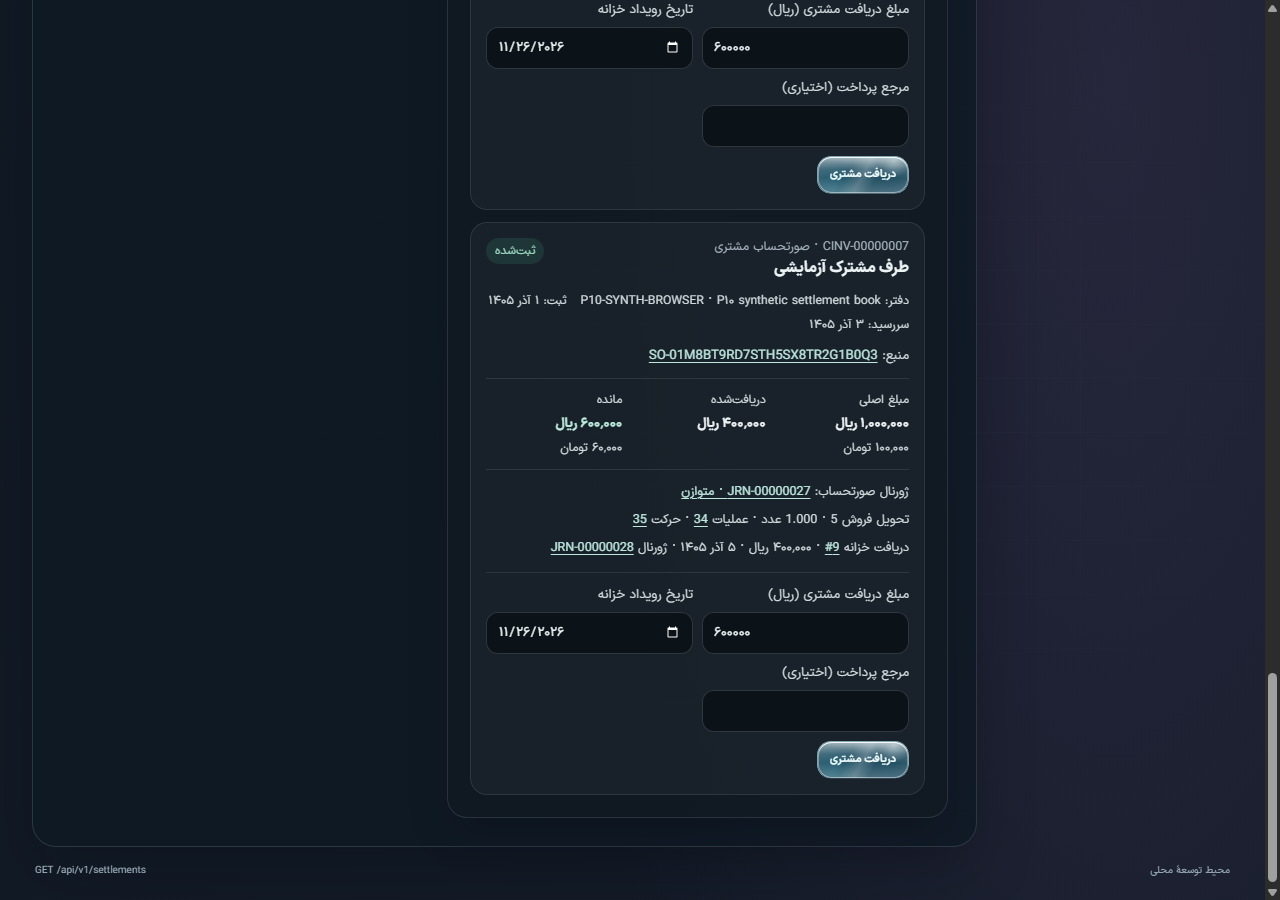 مبلغ دریافت مشتری (ریال)
تاریخ رویداد خزانه
۶۰۰۰۰۰
۱۱/۲۶/۲۰۲۶
مرجع پرداخت (اختیاری)
دریافت مشتری
CINV-00000007 · صورتحساب مشتری
ثبت‌شده
طرف مشترک آزمایشی
دفتر: P10-SYNTH-BROWSER · P۱۰ synthetic settlement book
ثبت: ۱ آذر ۱۴۰۵
سررسید: ۳ آذر ۱۴۰۵
منبع: SO-01M8BT9RD7STH5SX8TR2G1B0Q3
مبلغ اصلی
دریافت‌شده
مانده
۱٬۰۰۰٬۰۰۰ ریال
۴۰۰٬۰۰۰ ریال
۶۰۰٬۰۰۰ ریال
۱۰۰٬۰۰۰ تومان
۶۰٬۰۰۰ تومان
ژورنال صورتحساب: JRN-00000027 · متوازن
تحویل فروش 5 · 1.000 عدد · عملیات 34 · حرکت 35
دریافت خزانه #9 · ۴۰۰٬۰۰۰ ریال · ۵ آذر ۱۴۰۵ · ژورنال JRN-00000028
مبلغ دریافت مشتری (ریال)
تاریخ رویداد خزانه
۶۰۰۰۰۰
۱۱/۲۶/۲۰۲۶
مرجع پرداخت (اختیاری)
دریافت مشتری
محیط توسعهٔ محلی
GET /api/v1/settlements